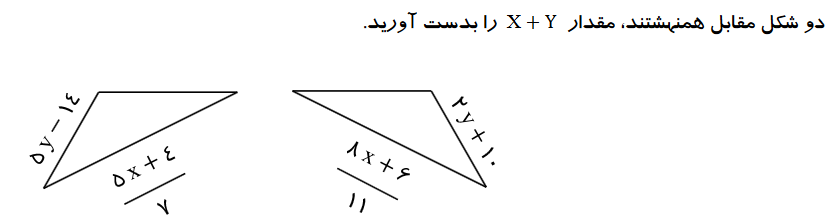 دو شکل مقابل همنهشتند، مقدار X + Y را بدست آورید.
۵y − ۱۴
۵x + ۴
۷
۸x + ۶
۱۱
۲y + ۱۰